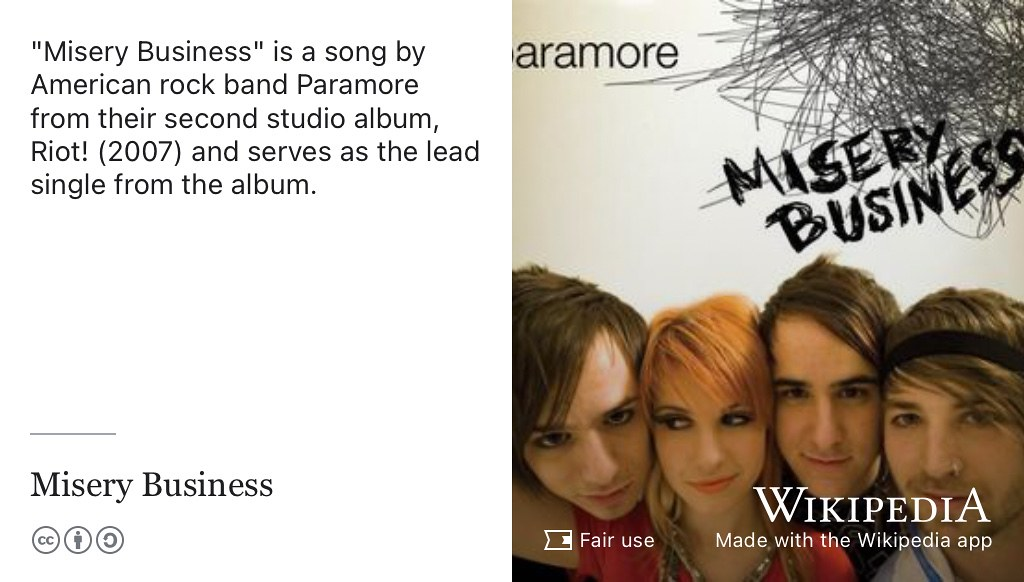 "Misery Business" is a song by
American rock band Paramore
from their second studio album,
Riot! (2007) and serves as the lead
single from the album.
Misery Business
cc
aramore
MISERY
BUSINESS
WIKIPEDIA
Fair use
Made with the Wikipedia app